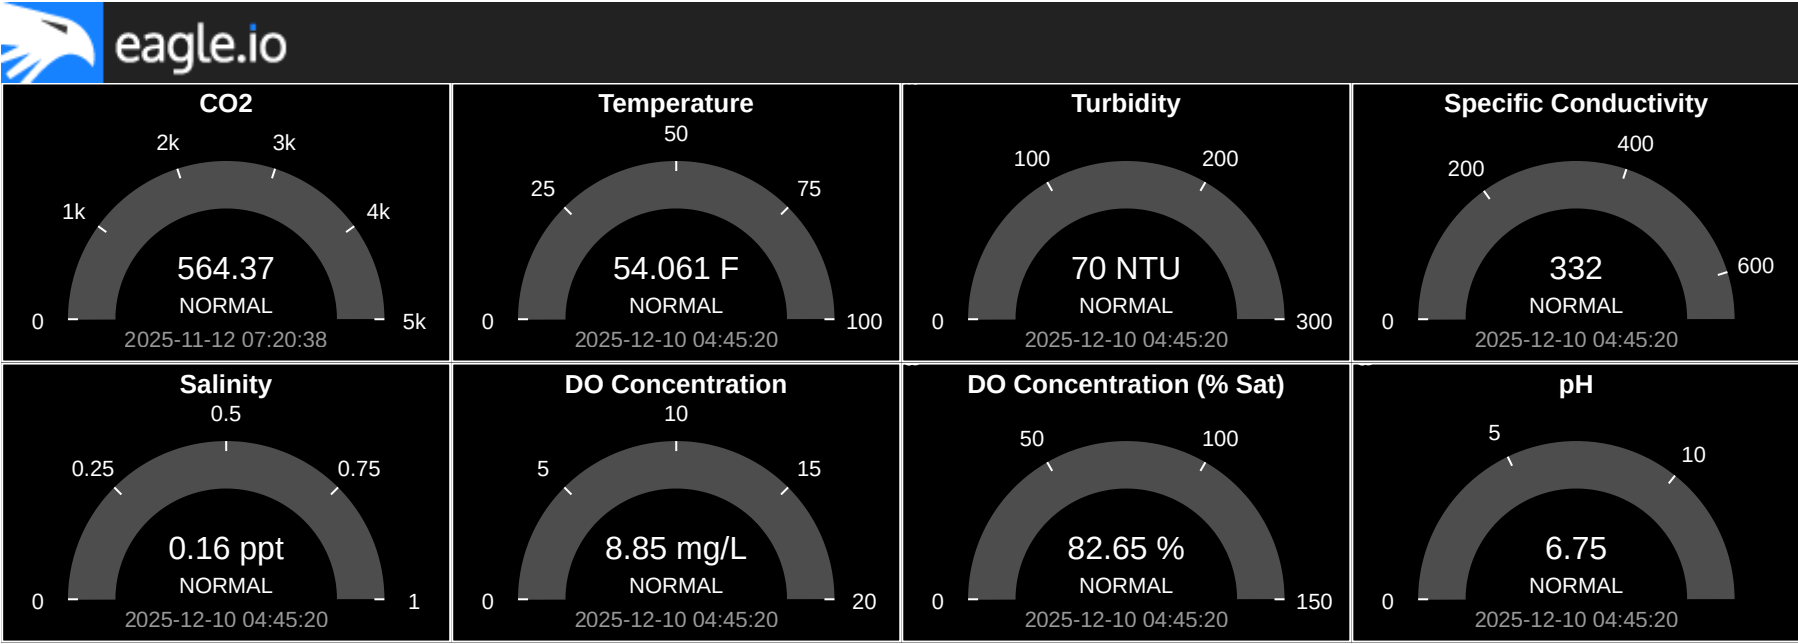 eagle.io
CO2
2k 3k
1k 4k
564.37
NORMAL
0 5k
2025-11-12 07:20:38
Temperature
50
25 75
54.061 F
NORMAL
0 100
2025-12-10 04:45:20
Turbidity
100 200
70 NTU
NORMAL
0 300
2025-12-10 04:45:20
Specific Conductivity
400
200
600
332
NORMAL
0
2025-12-10 04:45:20
Salinity
0.5
0.25 0.75
0.16 ppt
NORMAL
0 1
2025-12-10 04:45:20
DO Concentration
10
5 15
8.85 mg/L
NORMAL
0 20
2025-12-10 04:45:20
DO Concentration (% Sat)
50 100
82.65 %
NORMAL
0 150
2025-12-10 04:45:20
pH
5
10
6.75
NORMAL
0
2025-12-10 04:45:20